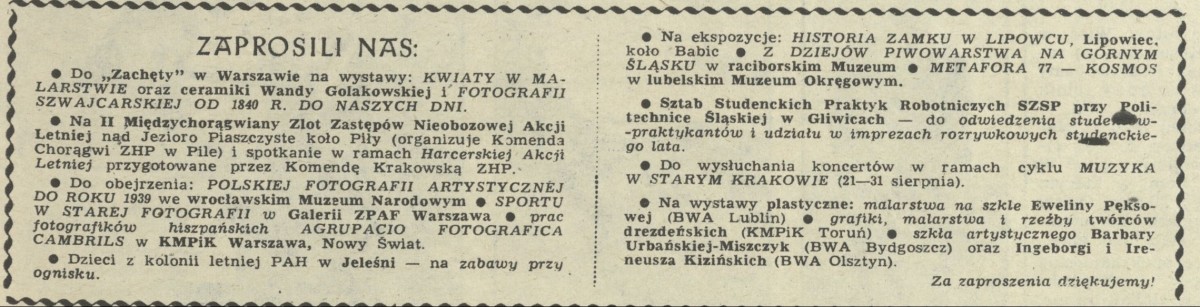 ZAPROSILI NAS:
● Do „Zachęty" w Warszawie na wystawy: KWIATY W MA-
LARSTWIE oraz ceramiki Wandy Golakowskiej i FOTOGRAFII
SZWAJCARSKIEJ OD 1840 R. DO NASZYCH DNI.
● Na II Międzychorągwiany Zlot Zastępów Nieobozowej Akcji
Letniej nad Jezioro Piaszczyste koło Piły (organizuje Komenda
Chorągwi ZHP w Pile) i spotkanie w ramach Harcerskiej Akcji
Letniej przygotowane przez Komendę Krakowską ZHP.
● Do obejrzenia: POLSKIEJ FOTOGRAFII ARTYSTYCZNEJ
DO ROKU 1939 we wrocławskim Muzeum Narodowym ● SPORTU
W STAREJ FOTOGRAFII w Galerii ZPAF Warszawa ● prac
fotografików hiszpańskich AGRUPACIO FOTOGRAFICA
CAMBRILS w KMPiK Warszawa, Nowy Świat.
● Dzieci z kolonii letniej PAH w Jeleśni — na zabawy przy
ognisku.
● Na ekspozycje: HISTORIA ZAMKU W LIPOWCU, Lipowiec,
koło Babic ● Z DZIEJÓW PIWOWARSTWA NA GÓRNYM
ŚLĄSKU w raciborskim Muzeum ● METAFORA 77 — KOSMOS
w lubelskim Muzeum Okręgowym.
● Sztab Studenckich Praktyk Robotniczych SZSP przy Poli-
technice Śląskiej w Gliwicach — do odwiedzenia studentów-
-praktykantów i udziału w imprezach rozrywkowych studenckie-
go lata.
● Do wysłuchania koncertów w ramach cyklu MUZYKA
W STARYM KRAKOWIE (21—31 sierpnia).
● Na wystawy plastyczne: malarstwa na szkle Eweliny Pęksо-
wej (BWA Lublin) ● grafiki, malarstwa i rzeźby twórców
drezdeńskich (KMPiK Toruń) ● szkła artystycznego Barbary
Urbańskiej-Miszczyk (BWA Bydgoszcz) oraz Ingeborgi i Ire-
neusza Kizińskich (BWA Olsztyn).
Za zaproszenia dziękujemy!